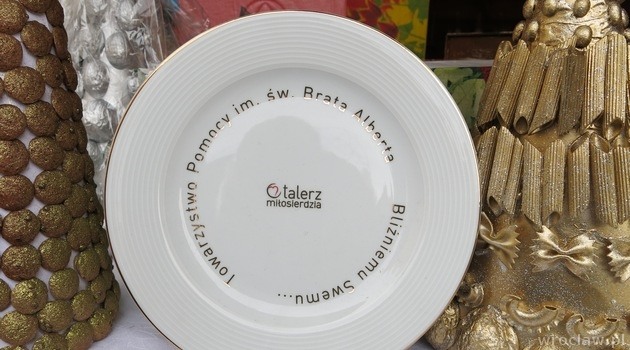 Towarzystwo Pomocy im. św. Brata Alberta
talerz
miłosierdzia
Bliźniemu Swemu...
wroclaw.pl